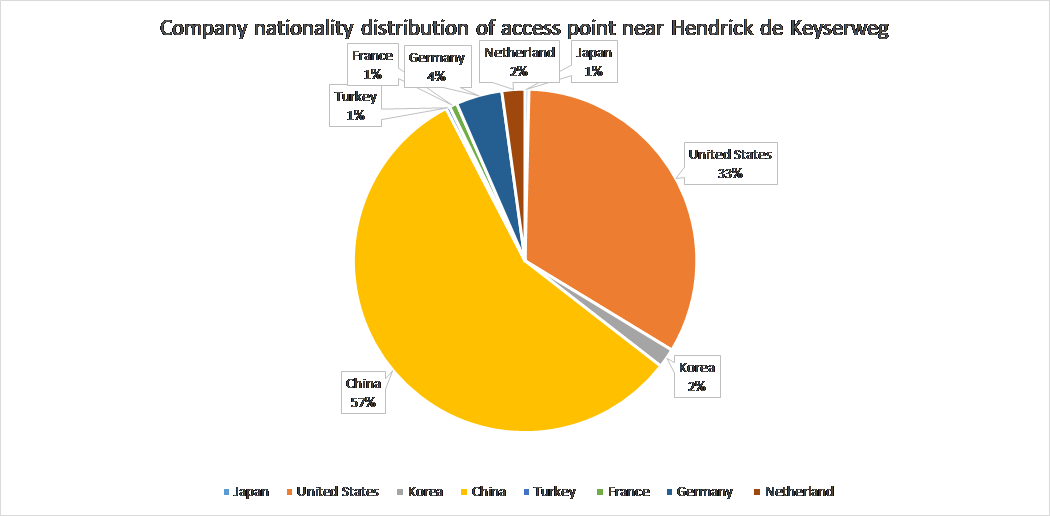 Company nationality distribution of access point near Hendrick de Keyserweg
France
1%
Germany
4%
Netherland
2%
Japan
1%
Turkey
1%
United States
33%
Korea
2%
China
57%
Japan United States Korea China Turkey France Germany Netherland